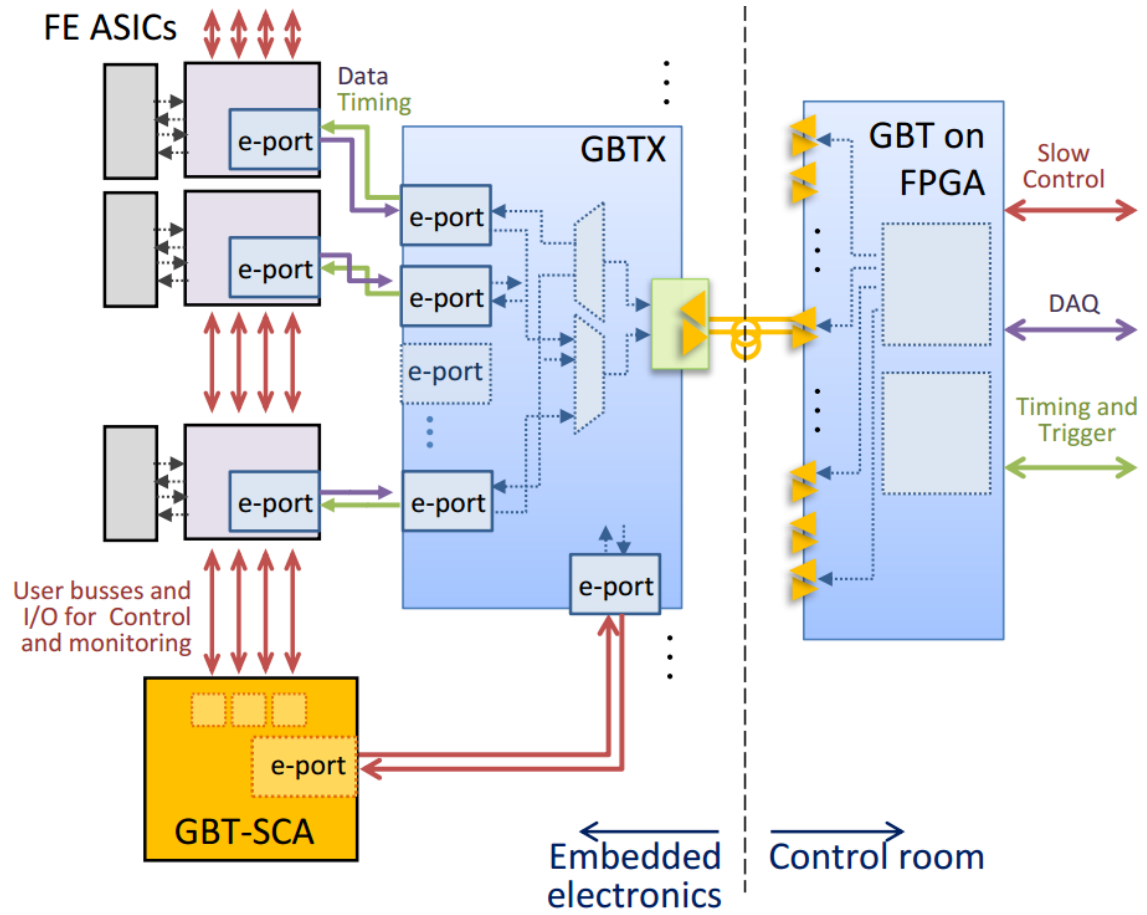 FE ASICs
Data
Timing
e-port
e-port
e-port
GBTX
e-port
e-port
e-port
e-port
e-port
GBT on
FPGA
Slow
Control
DAQ
Timing and
Trigger
User busses and
I/O for Control
and monitoring
e-port
GBT-SCA
Embedded
electronics
Control room